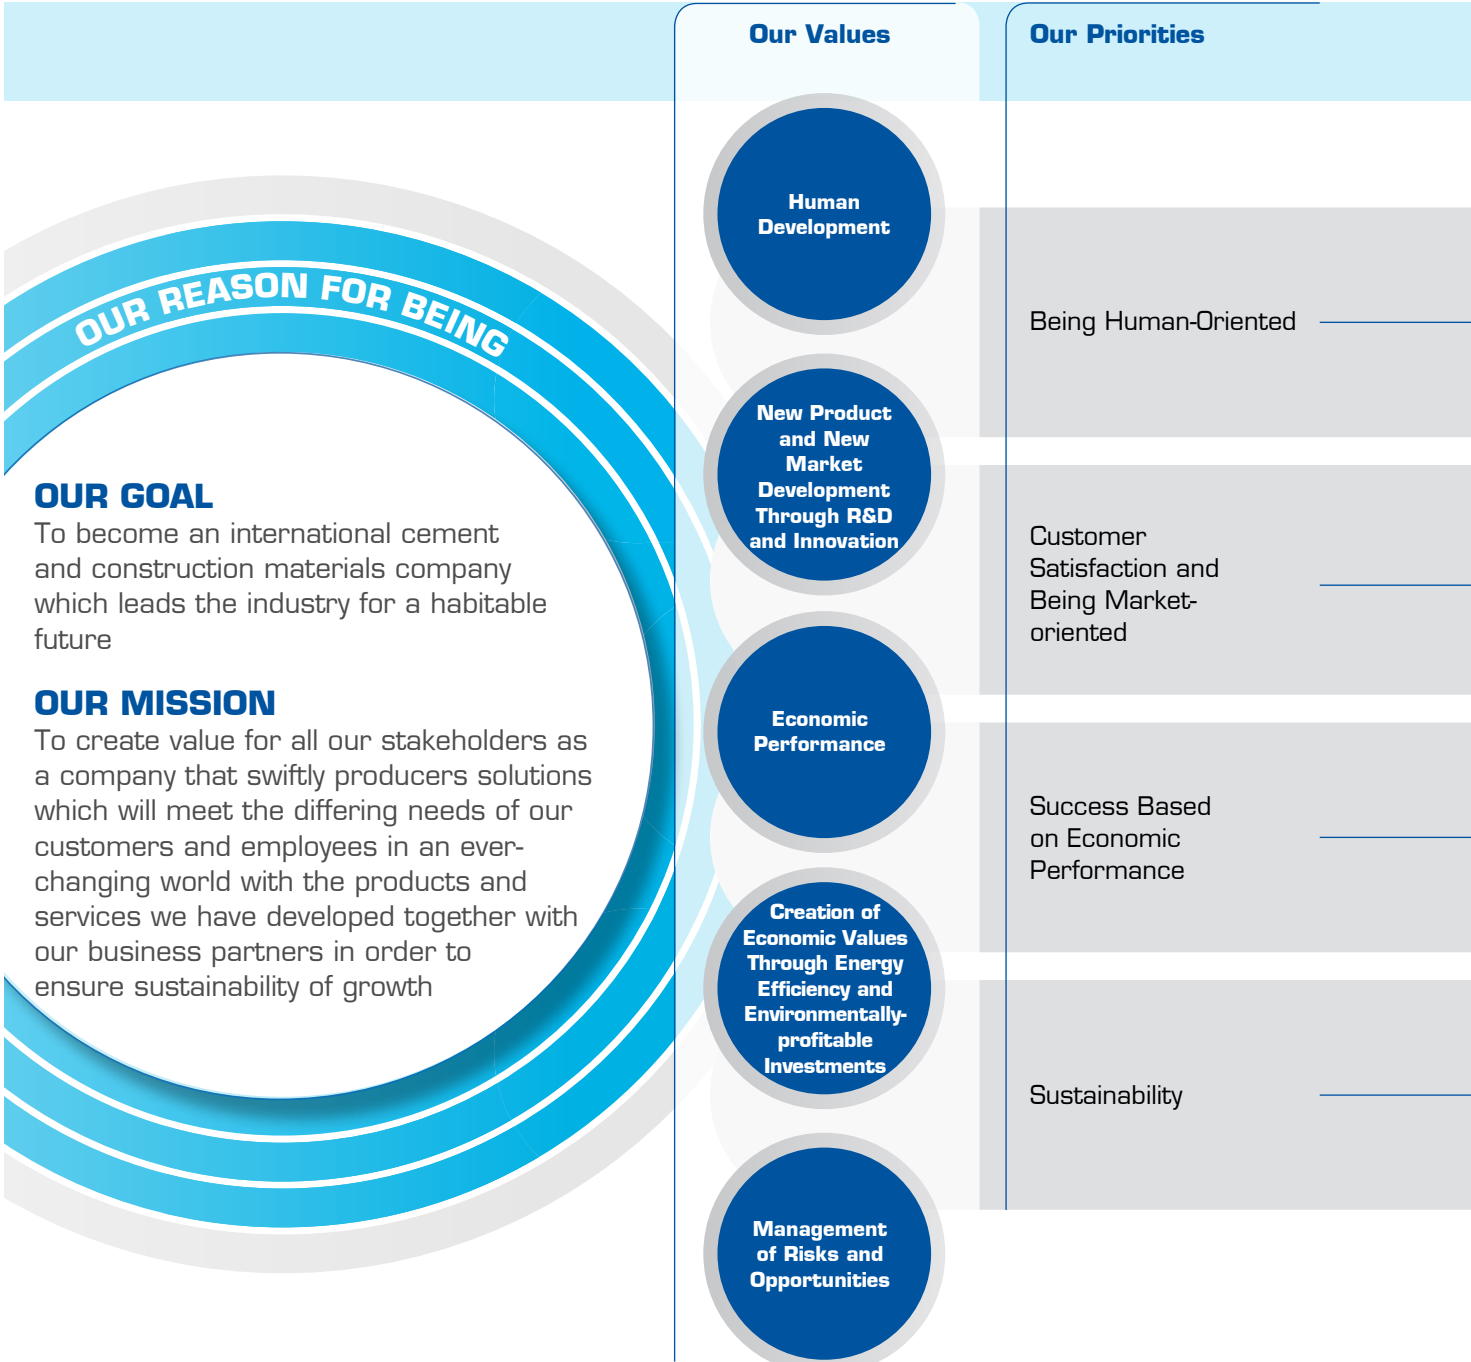 Our Values
Our Priorities
OUR REASON FOR BEING
OUR GOAL
To become an international cement
and construction materials company
which leads the industry for a habitable
future
OUR MISSION
To create value for all our stakeholders as
a company that swiftly producers solutions
which will meet the differing needs of our
customers and employees in an ever-
changing world with the products and
services we have developed together with
our business partners in order to
ensure sustainability of growth
Human
Development
New Product
and New
Market
Development
Through R&D
and Innovation
Economic
Performance
Creation of
Economic Values
Through Energy
Efficiency and
Environmentally-
profitable
Investments
Management
of Risks and
Opportunities
Being Human-Oriented
Customer
Satisfaction and
Being Market-
oriented
Success Based
on Economic
Performance
Sustainability